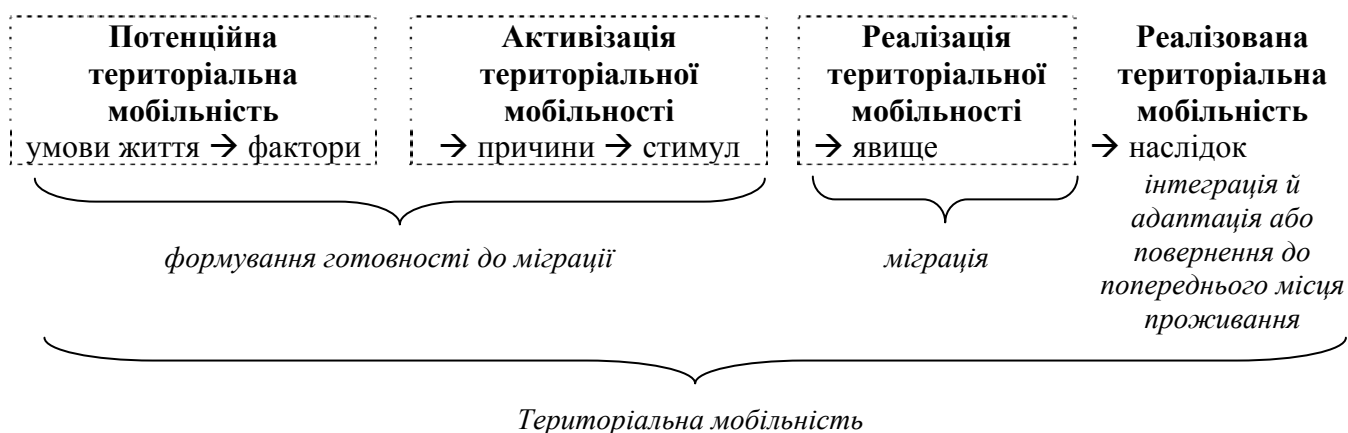 Потенційна
територіальна
мобільність
умови життя → фактори
Активізація
територіальної
мобільності
→ причини → стимул
Реалізація
територіальної
мобільності
→ явище
Реалізована
територіальна
мобільність
→ наслідок
інтеграція й
адаптація або
повернення до
попереднього місця
проживання
формування готовності до міграції
міграція
Територіальна мобільність